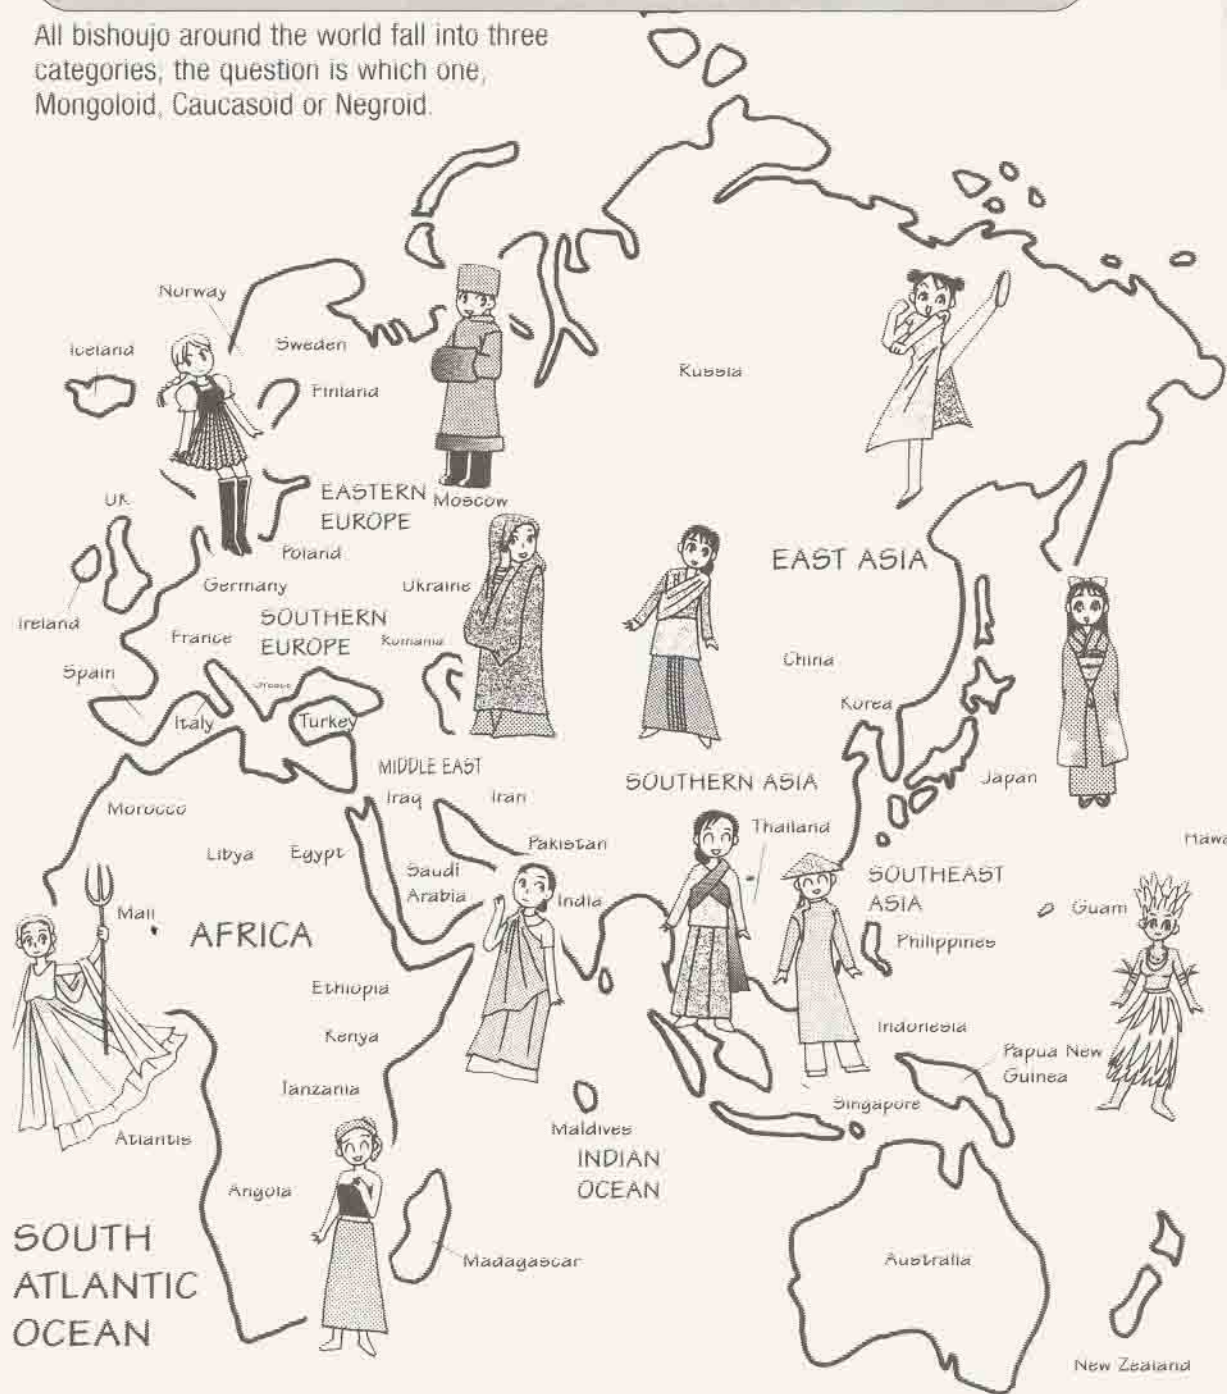 All bishoujo around the world fall into three
categories; the question is which one,
Mongoloid, Caucasoid or Negroid.
Norway
Iceland
Sweden
Finland
Russia
UK
EASTERN
EUROPE
Moscow
Poland
EAST ASIA
Germany
Ukraine
Ireland
SOUTHERN
EUROPE
France
Rumania
Spain
China
Greece
Korea
Italy
Turkey
MIDDLE EAST
SOUTHERN ASIA
Japan
Iraq
Iran
Morocco
Thailand
Pakistan
Libya
Egypt
Saudi
Arabia
India
SOUTHEAST
ASIA
Mali
AFRICA
Guam
Philippines
Ethiopia
Kenya
Indonesia
Papua New
Guinea
Tanzania
Singapore
Atlantis
Maldives
INDIAN
OCEAN
Angola
SOUTH
ATLANTIC
OCEAN
Madagascar
Australia
New Zealand